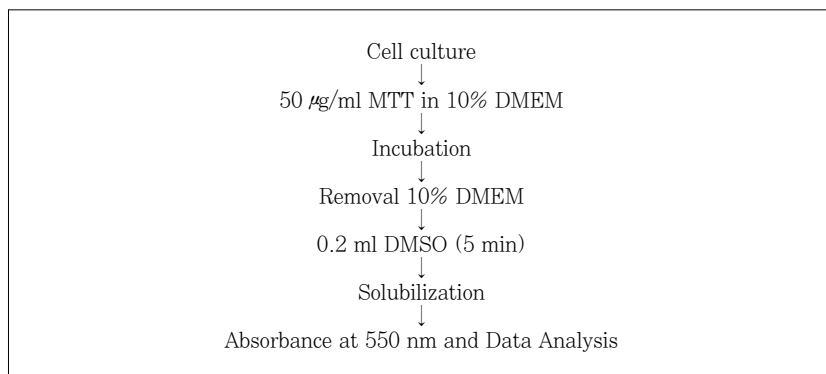 Cell culture
↓
50 μg/ml MTT in 10% DMEM
↓
Incubation
↓
Removal 10% DMEM
↓
0.2 ml DMSO (5 min)
↓
Solubilization
↓
Absorbance at 550 nm and Data Analysis